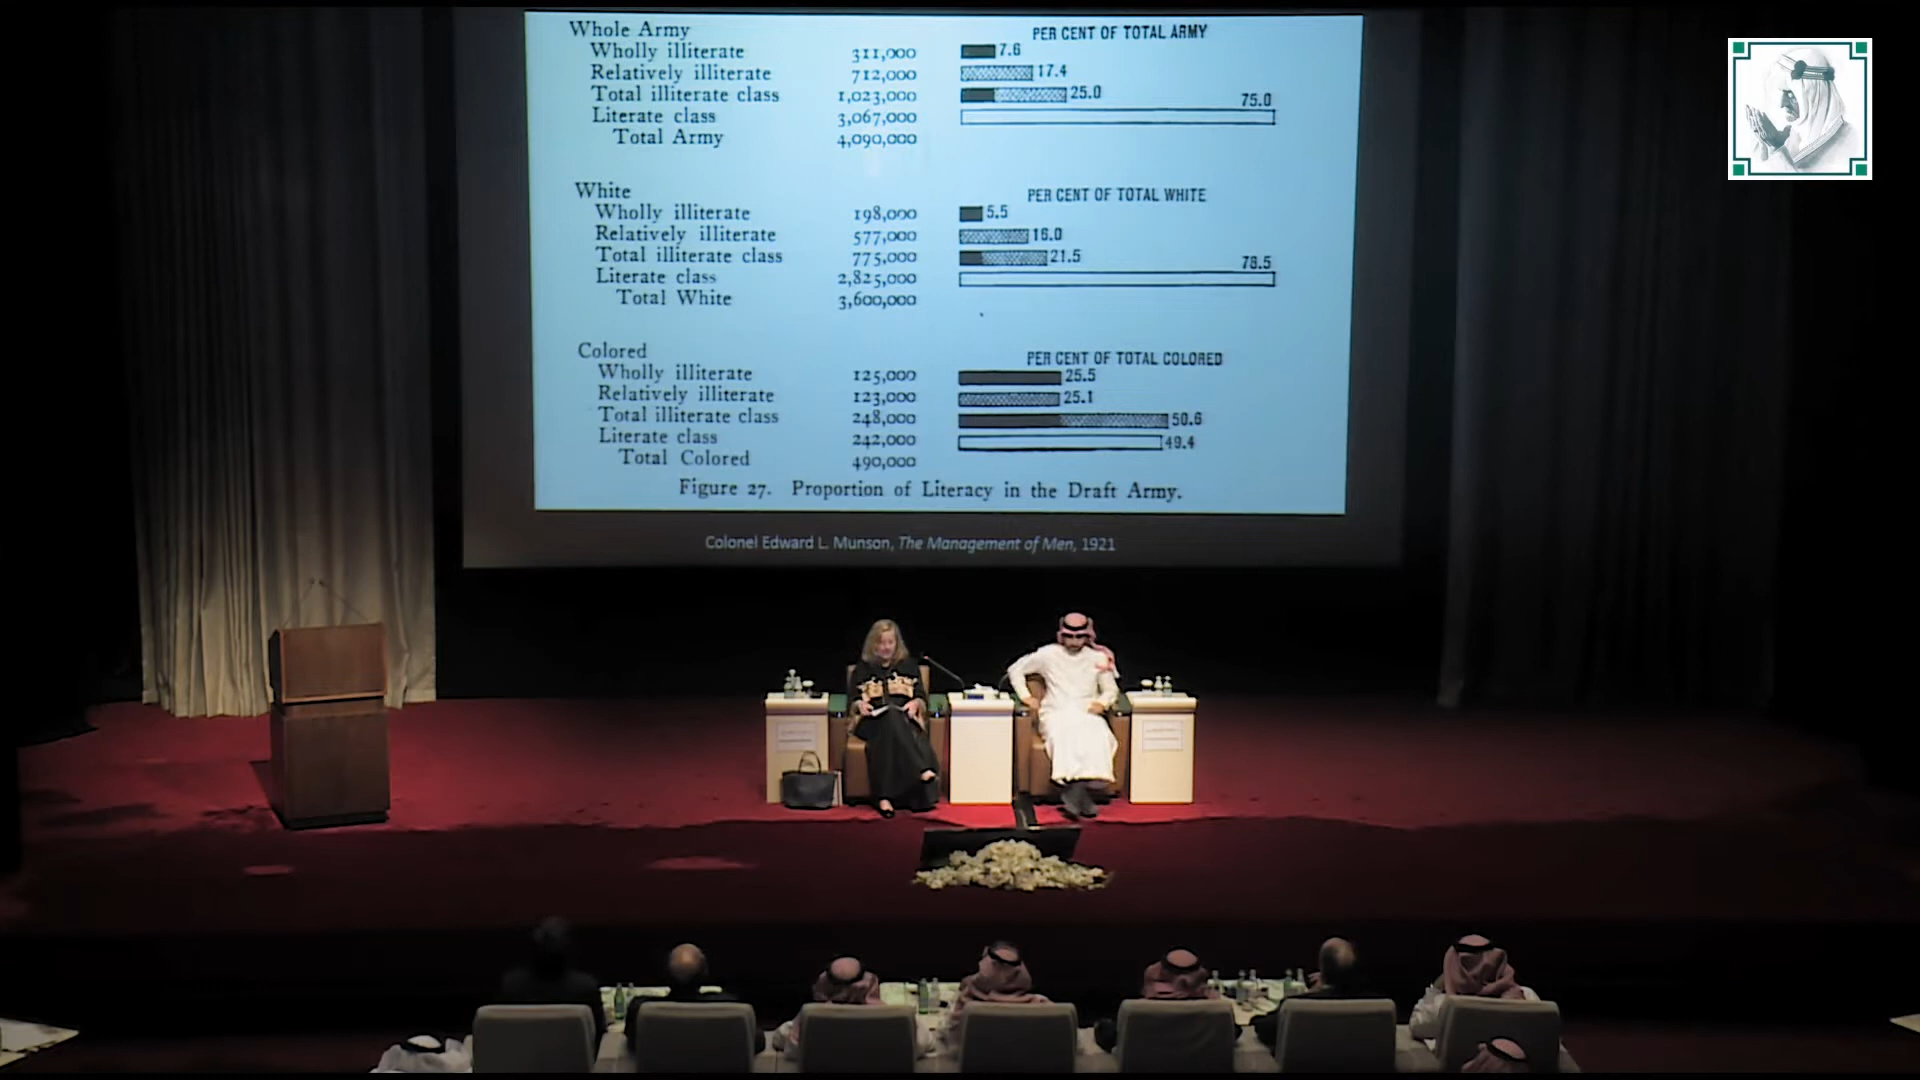 Whole Army PER CENT OF TOTAL ARMY
Wholly illiterate 311,000 7.6
Relatively illiterate 712,000 17.4
Total illiterate class 1,023,000 25.0
Literate class 3,067,000 75.0
Total Army 4,090,000
White PER CENT OF TOTAL WHITE
Wholly illiterate 198,000 5.5
Relatively illiterate 577,000 16.0
Total illiterate class 775,000 21.5
Literate class 2,825,000 78.5
Total White 3,600,000
Colored PER CENT OF TOTAL COLORED
Wholly illiterate 125,000 25.5
Relatively illiterate 123,000 25.1
Total illiterate class 248,000 50.6
Literate class 242,000 49.4
Total Colored 490,000
Figure 27. Proportion of Literacy in the Draft Army.
Colonel Edward L. Munson, The Management of Men, 1921